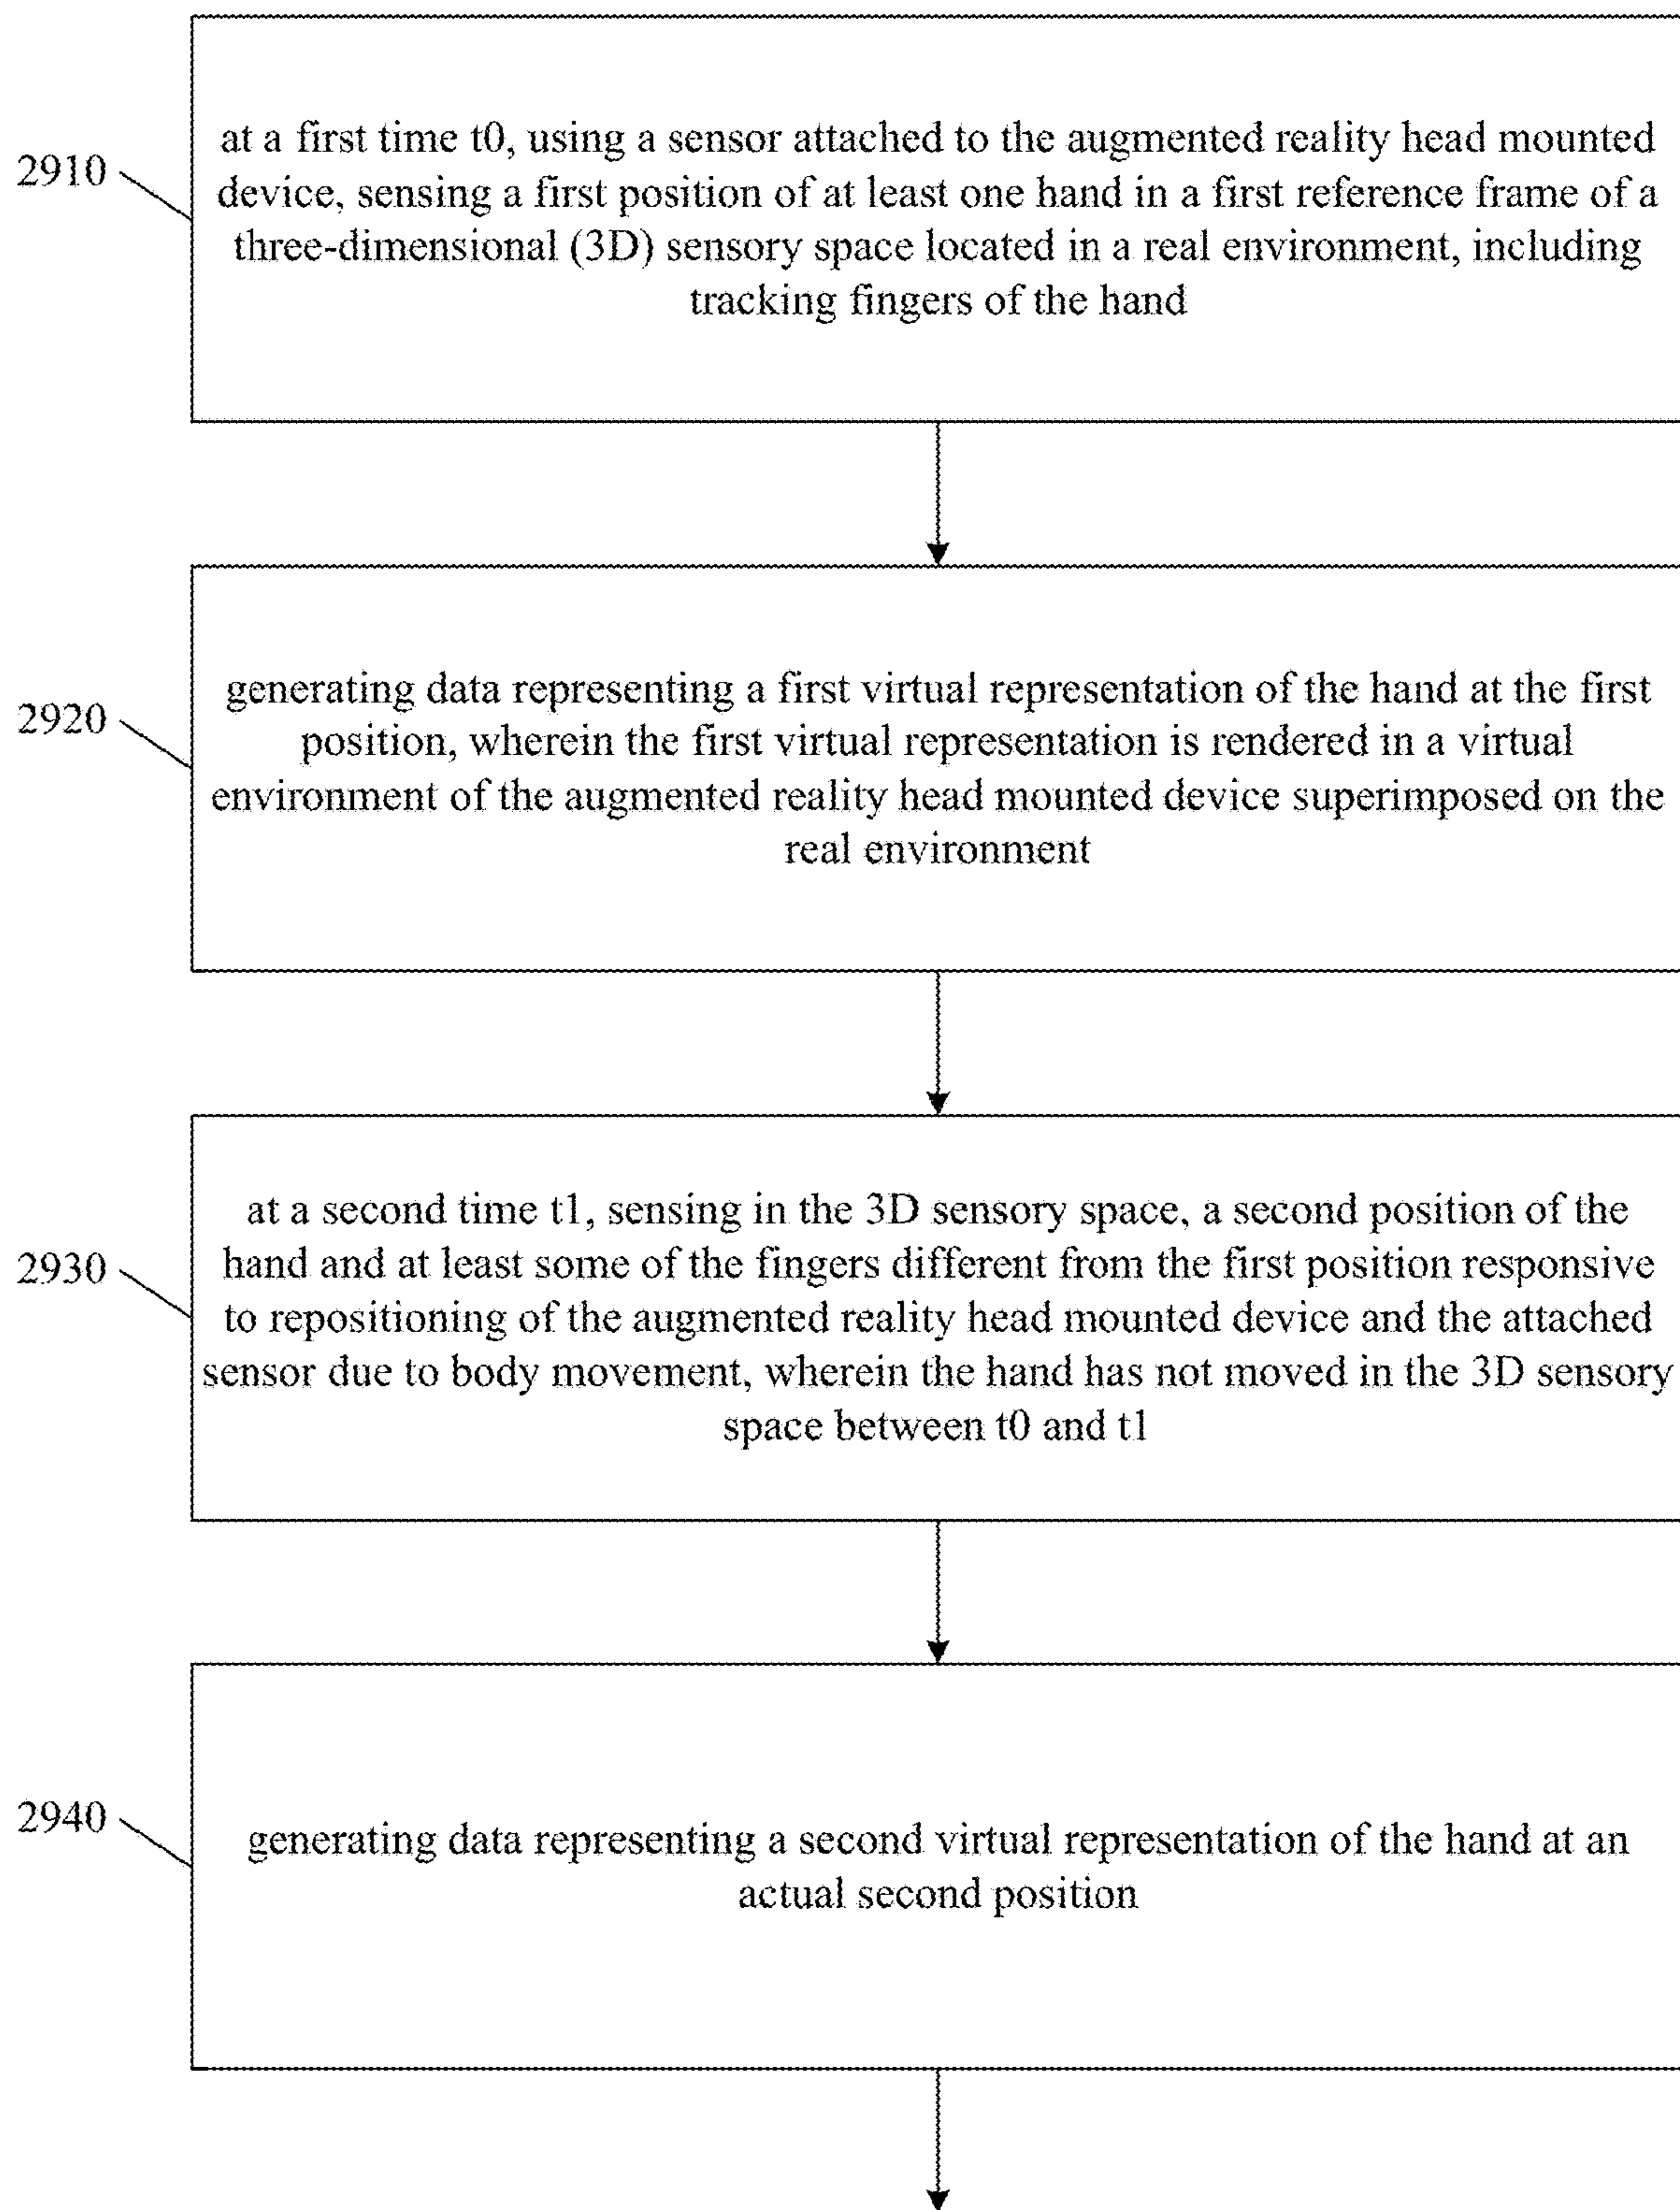 2910
at a first time t0, using a sensor attached to the augmented reality head mounted
device, sensing a first position of at least one hand in a first reference frame of a
three-dimensional (3D) sensory space located in a real environment, including
tracking fingers of the hand
2920
generating data representing a first virtual representation of the hand at the first
position, wherein the first virtual representation is rendered in a virtual
environment of the augmented reality head mounted device superimposed on the
real environment
2930
at a second time t1, sensing in the 3D sensory space, a second position of the
hand and at least some of the fingers different from the first position responsive
to repositioning of the augmented reality head mounted device and the attached
sensor due to body movement, wherein the hand has not moved in the 3D sensory
space between t0 and t1
2940
generating data representing a second virtual representation of the hand at an
actual second position